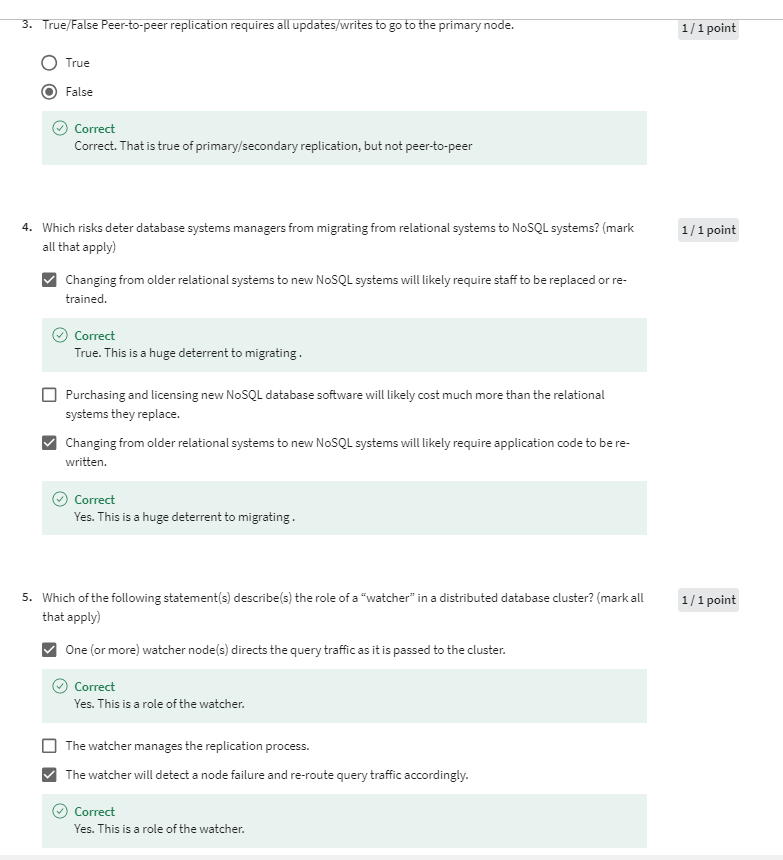 3. True/False Peer-to-peer replication requires all updates/writes to go to the primary node.
1 / 1 point
True
False
Correct
Correct. That is true of primary/secondary replication, but not peer-to-peer
4. Which risks deter database systems managers from migrating from relational systems to NoSQL systems? (mark
all that apply)
1 / 1 point
Changing from older relational systems to new NoSQL systems will likely require staff to be replaced or re-
trained.
Correct
True. This is a huge deterrent to migrating .
Purchasing and licensing new NoSQL database software will likely cost much more than the relational
systems they replace.
Changing from older relational systems to new NoSQL systems will likely require application code to be re-
written.
Correct
Yes. This is a huge deterrent to migrating .
5. Which of the following statement(s) describe(s) the role of a “watcher” in a distributed database cluster? (mark all
that apply)
1 / 1 point
One (or more) watcher node(s) directs the query traffic as it is passed to the cluster.
Correct
Yes. This is a role of the watcher.
The watcher manages the replication process.
The watcher will detect a node failure and re-route query traffic accordingly.
Correct
Yes. This is a role of the watcher.